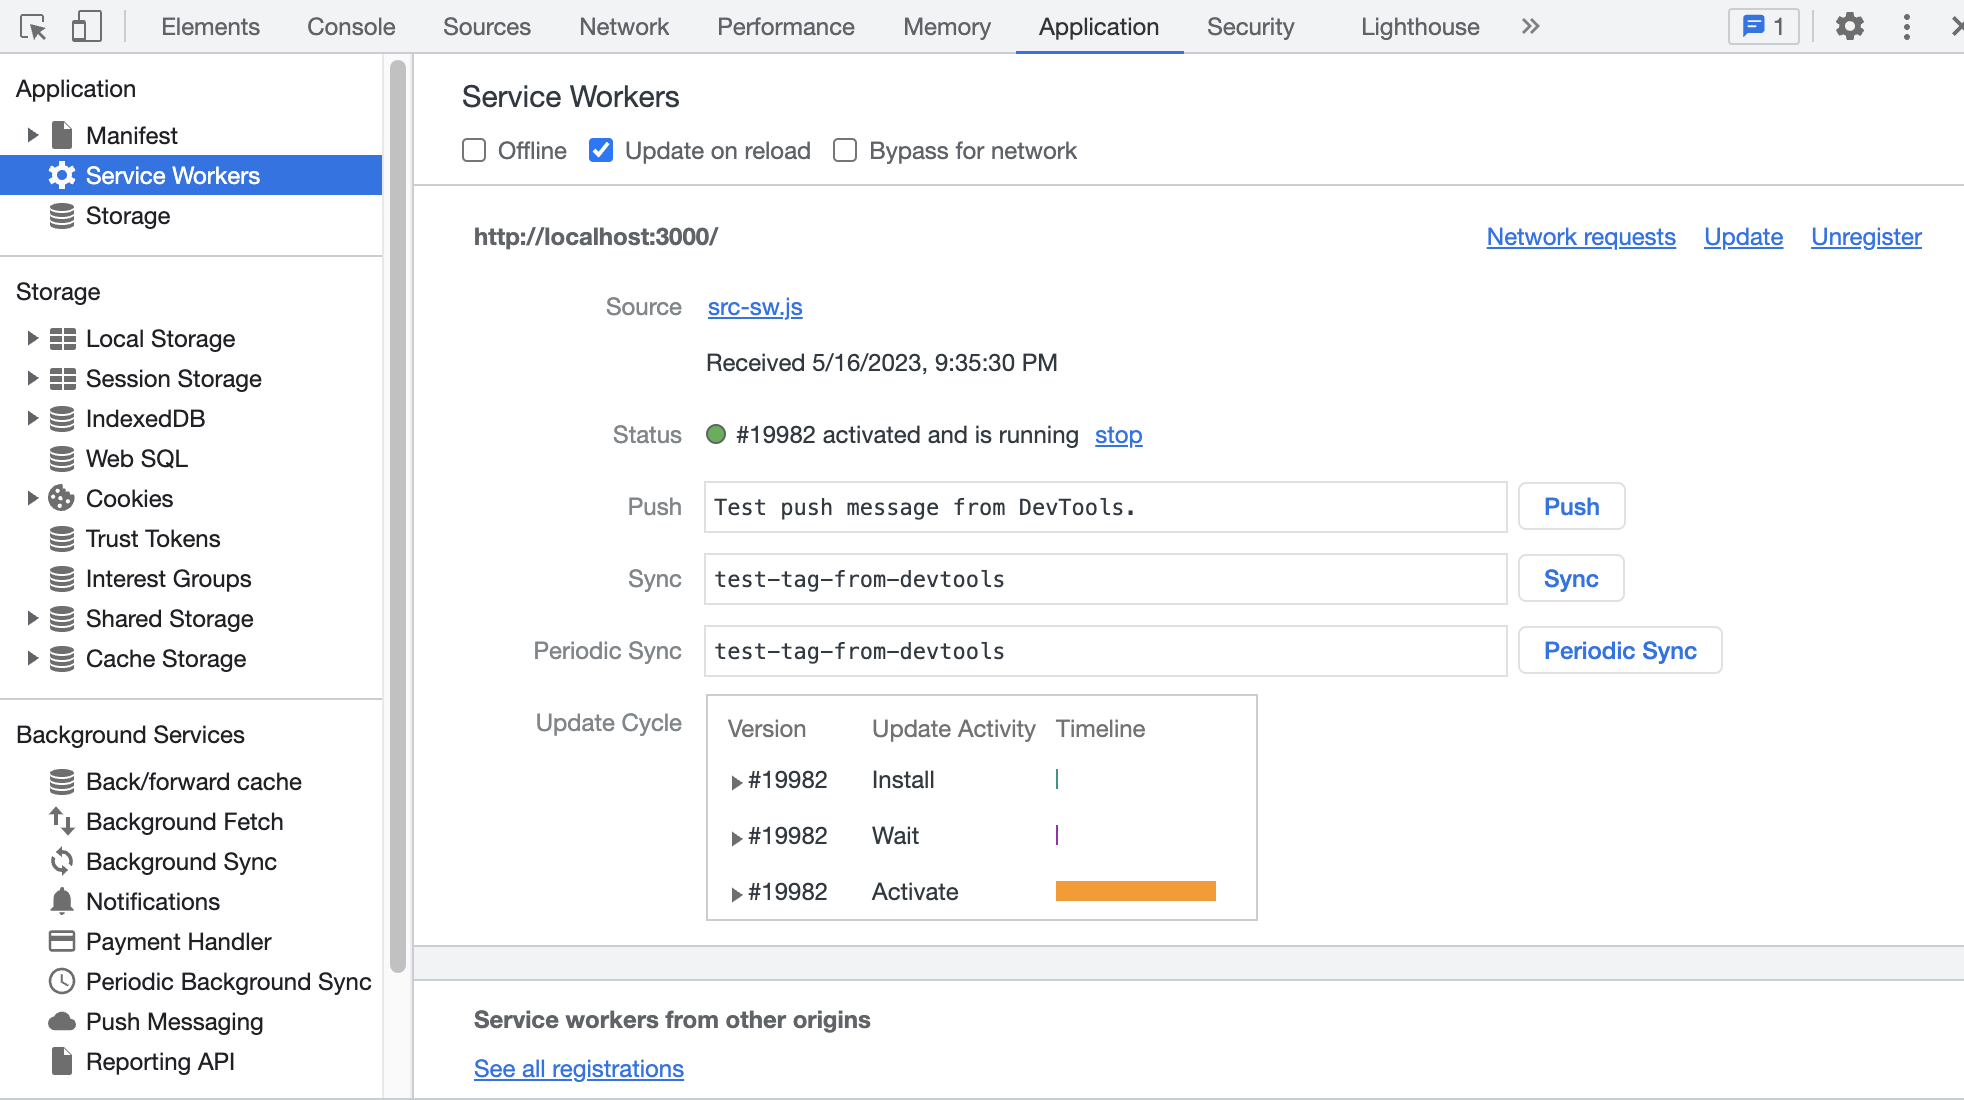 Elements Console Sources Network Performance Memory Application Security Lighthouse 1
Application
Manifest
Service Workers
Storage
Storage
Local Storage
Session Storage
IndexedDB
Web SQL
Cookies
Trust Tokens
Interest Groups
Shared Storage
Cache Storage
Background Services
Back/forward cache
Background Fetch
Background Sync
Notifications
Payment Handler
Periodic Background Sync
Push Messaging
Reporting API
Service Workers
Offline Update on reload Bypass for network
http://localhost:3000/ Network requests Update Unregister
Source src-sw.js
Received 5/16/2023, 9:35:30 PM
Status #19982 activated and is running stop
Push Test push message from DevTools. Push
Sync test-tag-from-devtools Sync
Periodic Sync test-tag-from-devtools Periodic Sync
Update Cycle Version Update Activity Timeline
#19982 Install
#19982 Wait
#19982 Activate
Service workers from other origins
See all registrations